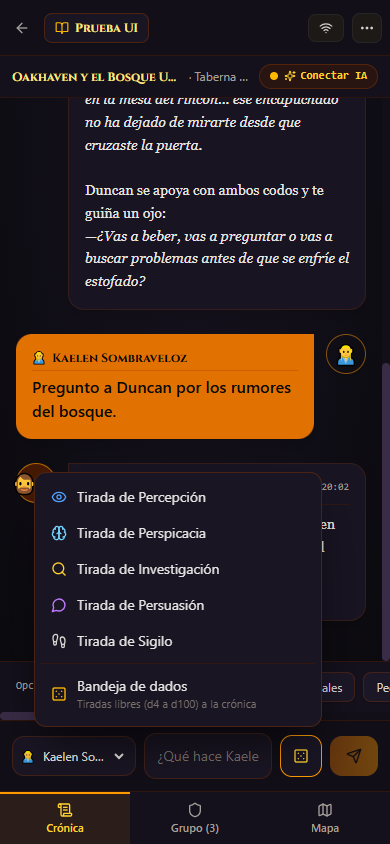 Prueba UI
Oakhaven y el Bosque U... · Taberna ... Conectar IA
en la mesa del rincón... ese encapuchado
no ha dejado de mirarte desde que
cruzaste la puerta.
Duncan se apoya con ambos codos y te
guiña un ojo:
—¿Vas a beber, vas a preguntar o vas a
buscar problemas antes de que se enfríe el
estofado?
Kaelen Sombraveloz
Pregunto a Duncan por los rumores
del bosque.
20:02
en
Tirada de Percepción
Tirada de Perspicacia
Tirada de Investigación
Tirada de Persuasión
Tirada de Sigilo
Bandeja de dados
Tiradas libres (d4 a d100) a la crónica
Opc
ales
Pe
Kaelen So...
¿Qué hace Kaele
Crónica
Grupo (3)
Mapa